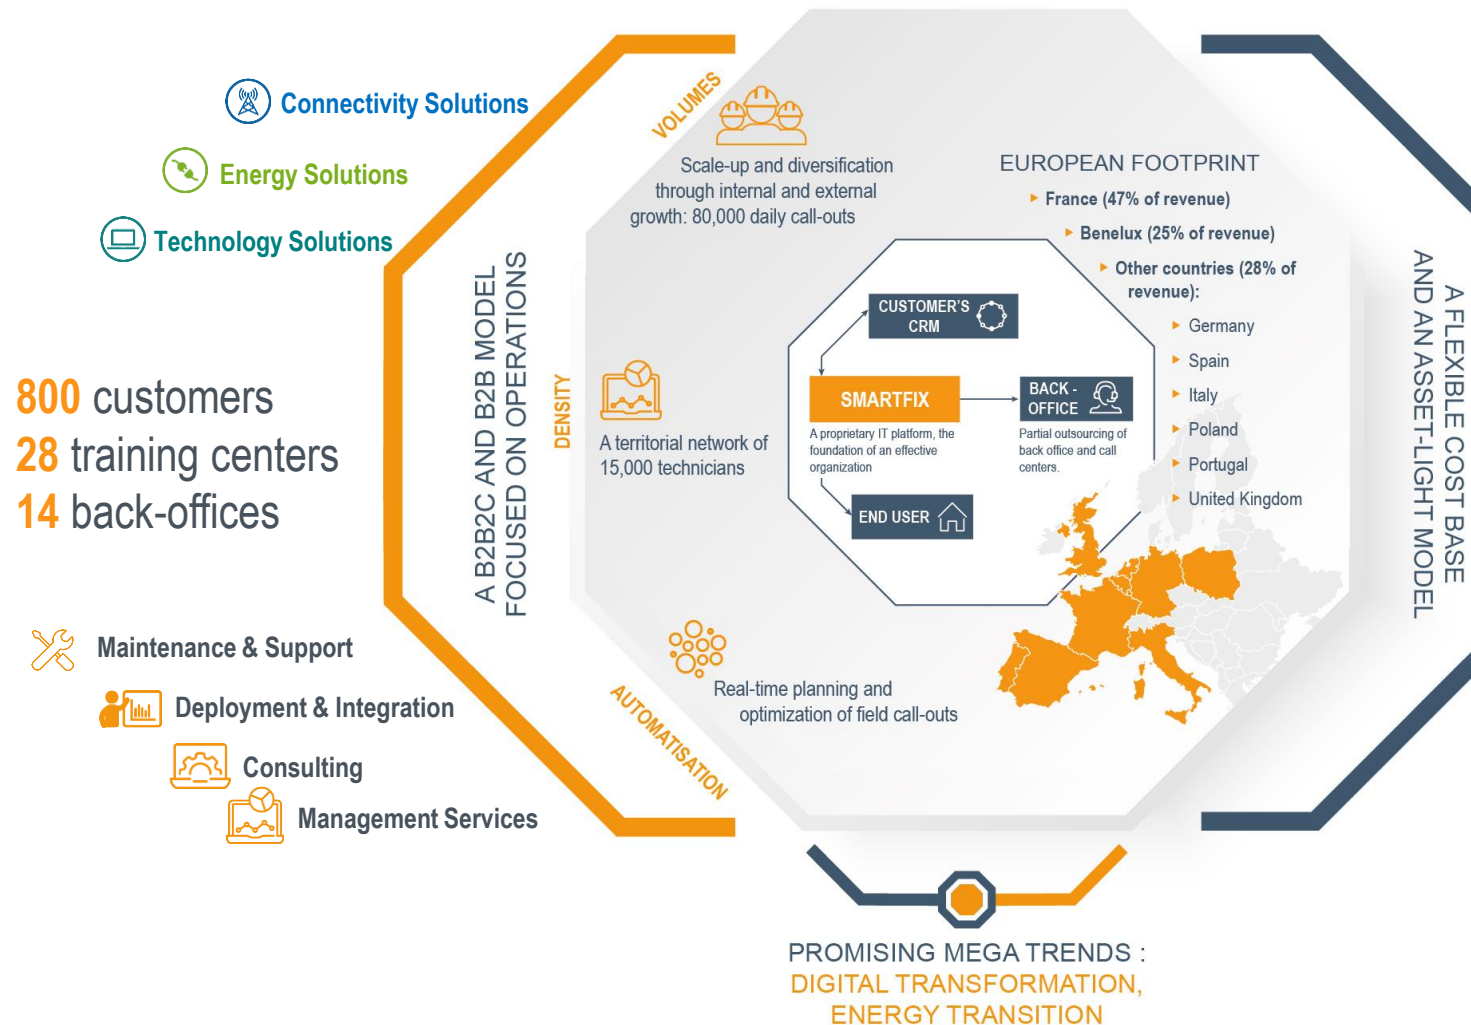 Connectivity Solutions
Energy Solutions
Technology Solutions
800 customers
28 training centers
14 back-offices
Maintenance & Support
Deployment & Integration
Consulting
Management Services
A B2B2C AND B2B MODEL
FOCUSED ON OPERATIONS
VOLUMES
Scale-up and diversification
through internal and external
growth: 80,000 daily call-outs
DENSITY
A territorial network of
15,000 technicians
AUTOMATISATION
Real-time planning and
optimization of field call-outs
CUSTOMER'S
CRM
SMARTFIX
A proprietary IT platform, the
foundation of an effective
organization
BACK -
OFFICE
Partial outsourcing of
back office and call
centers.
END USER
EUROPEAN FOOTPRINT
France (47% of revenue)
Benelux (25% of revenue)
Other countries (28% of
revenue):
Germany
Spain
Italy
Poland
Portugal
United Kingdom
A FLEXIBLE COST BASE
AND AN ASSET-LIGHT MODEL
PROMISING MEGA TRENDS :
DIGITAL TRANSFORMATION,
ENERGY TRANSITION